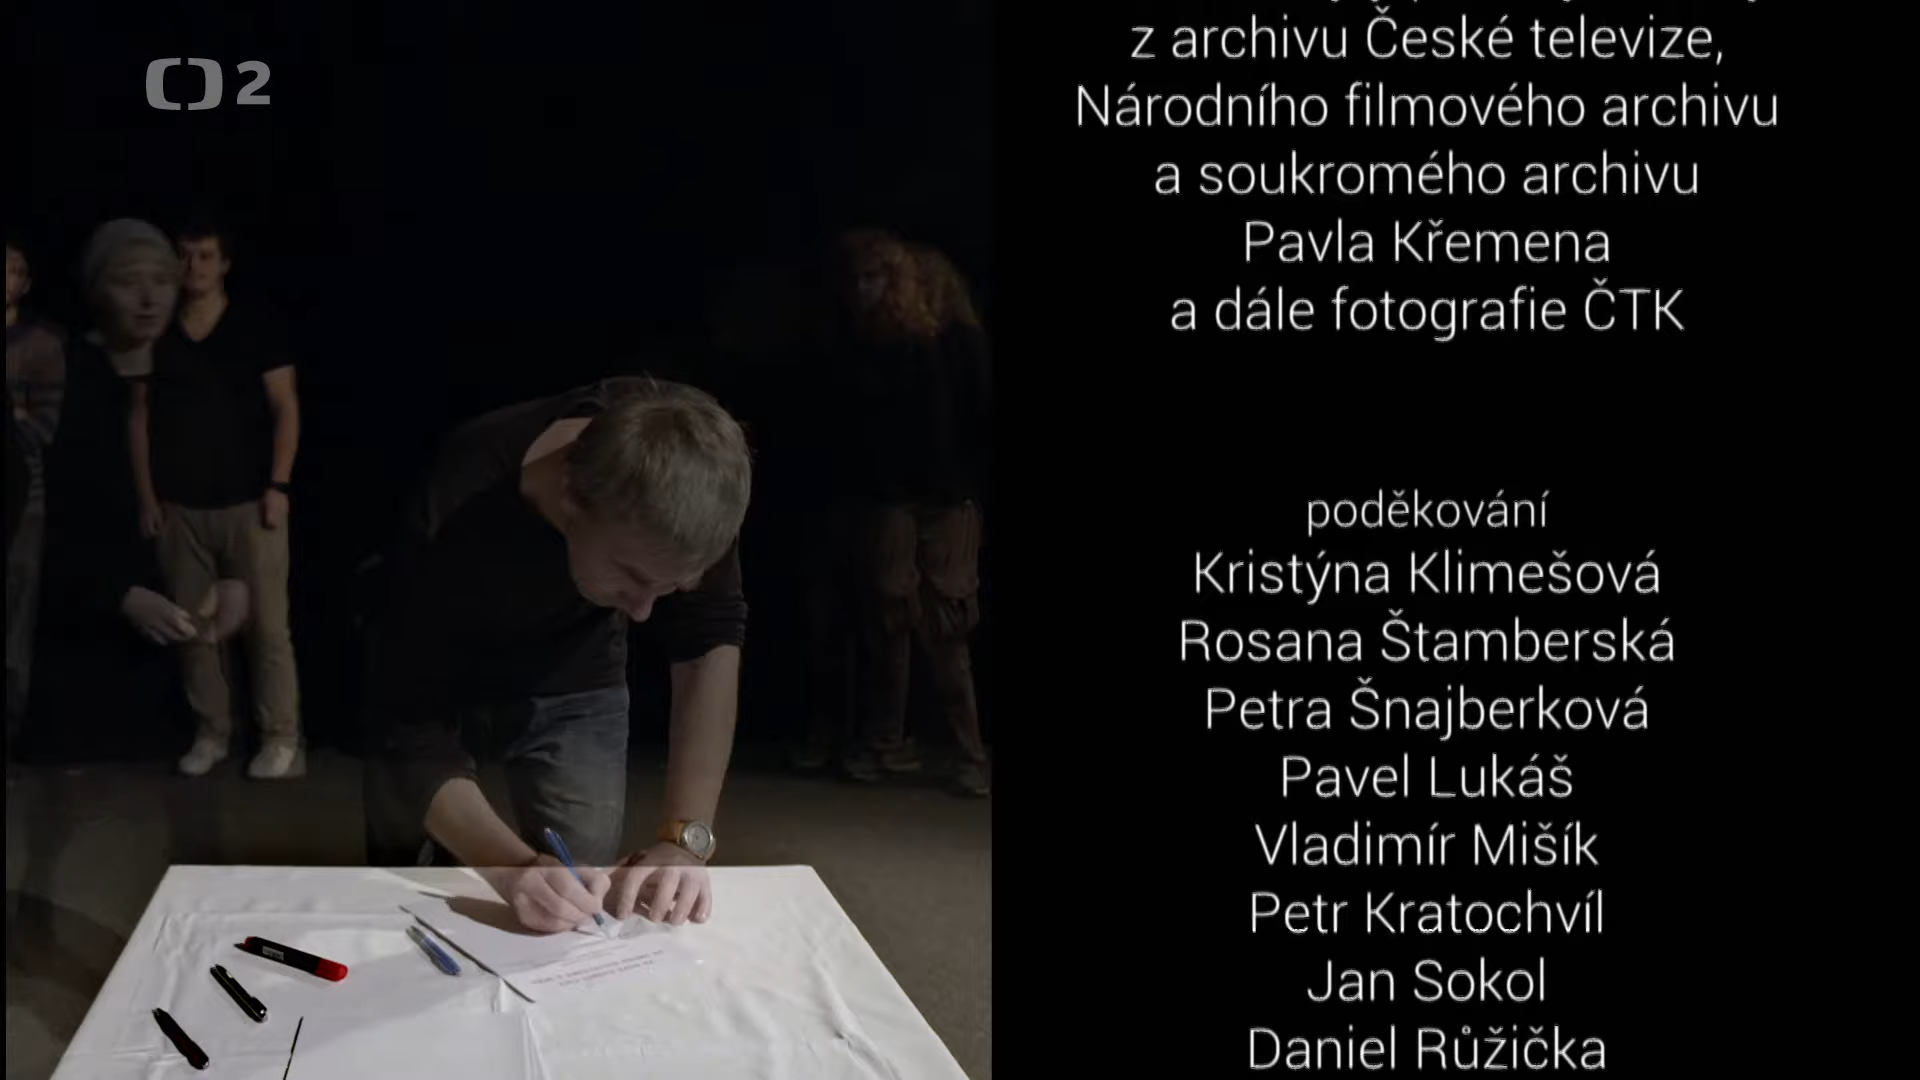 2
z archivu České televize,
Národního filmového archivu
a soukromého archivu
Pavla Křemena
a dále fotografie ČTK
poděkování
Kristýna Klimešová
Rosana Štamberská
Petra Šnajberková
Pavel Lukáš
Vladimír Mišík
Petr Kratochvíl
Jan Sokol
Daniel Růžička